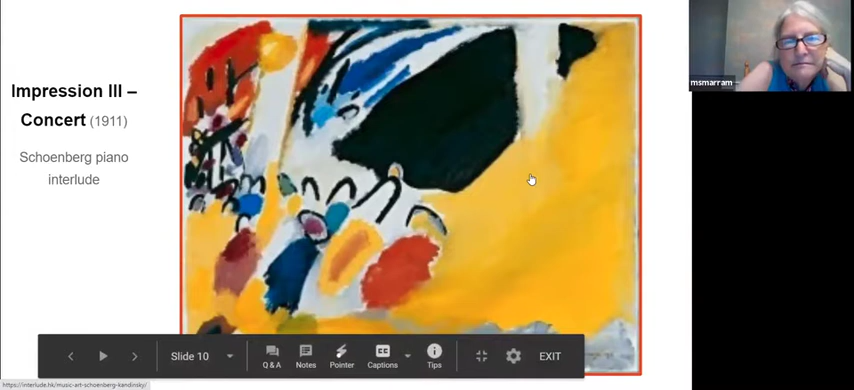 Impression III –
Concert (1911)
Schoenberg piano
interlude
msmarram
Slide 10
Q & A
Notes
Pointer
Captions
Tips
EXIT
https://interlude.hk/music-art-schoenberg-kandinsky/